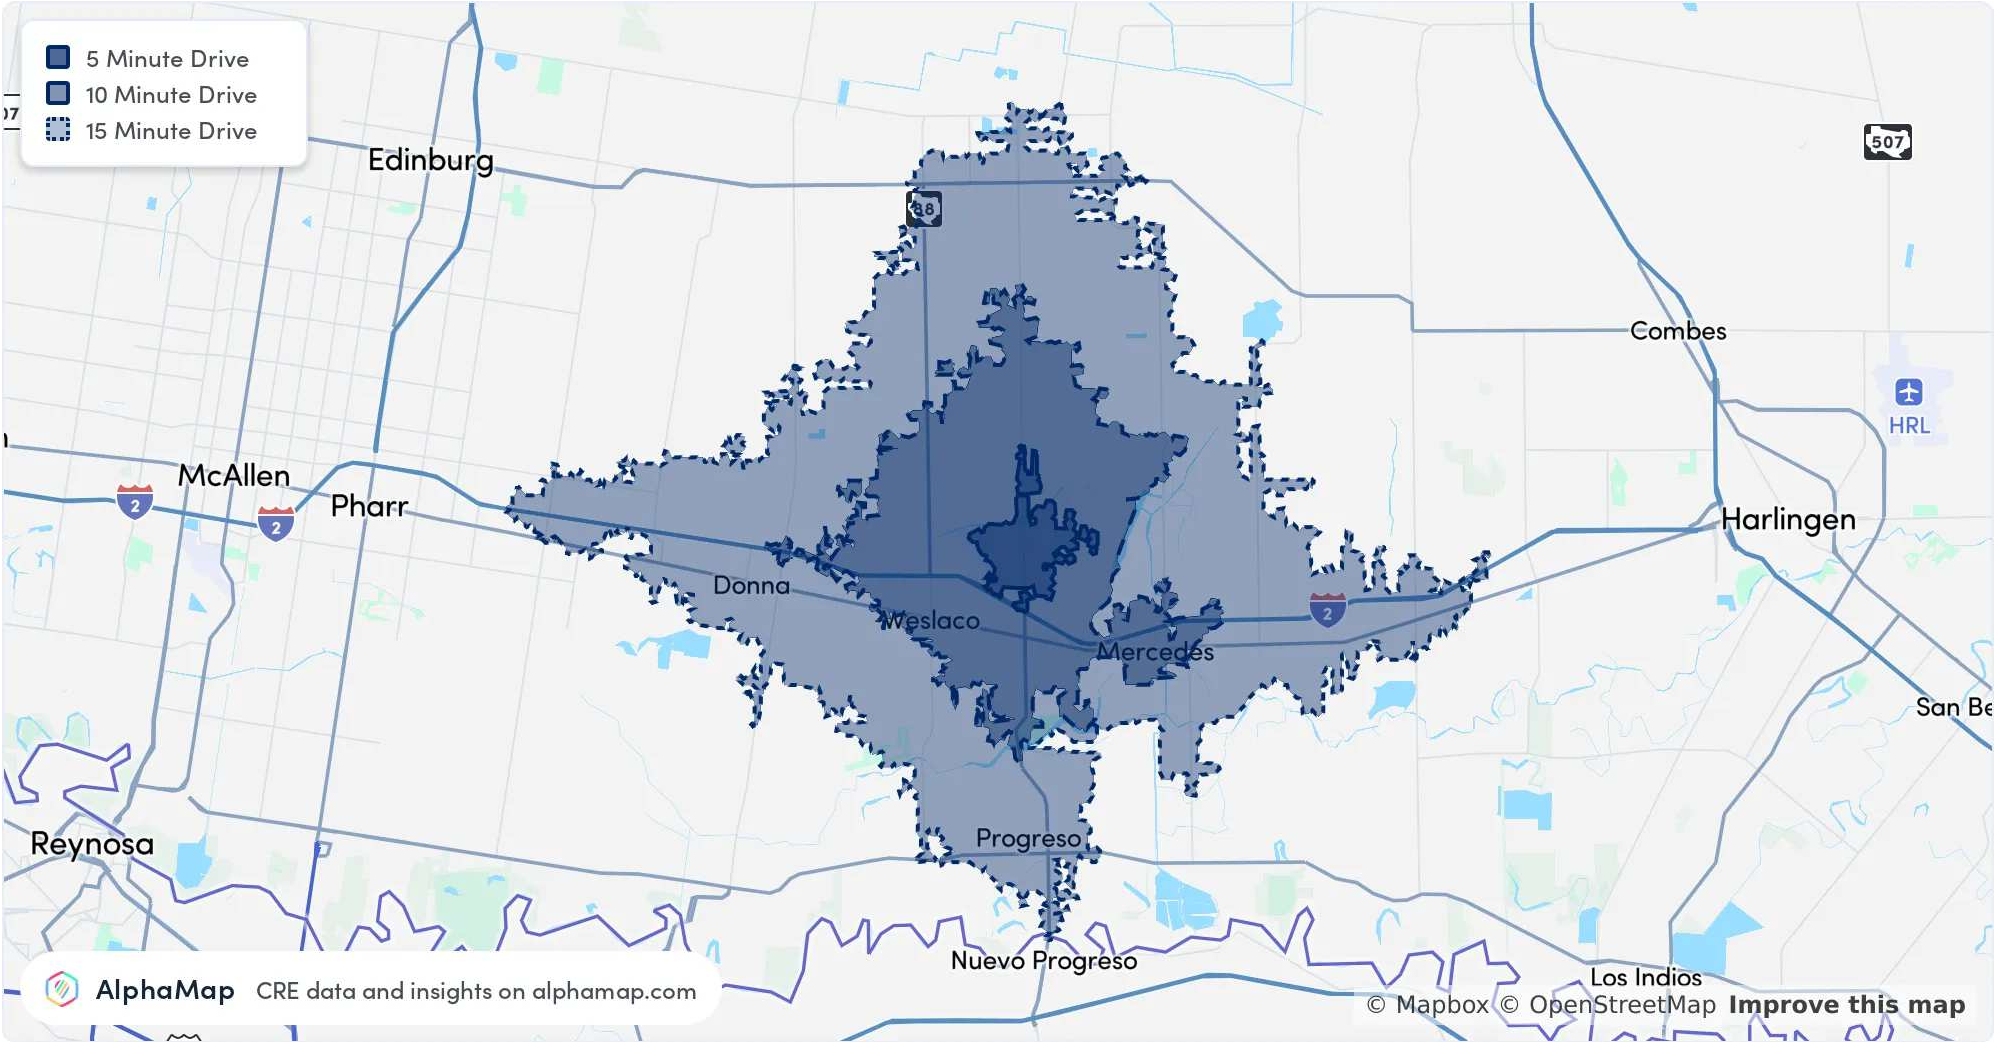 5 Minute Drive
10 Minute Drive
15 Minute Drive
07
Edinburg
507
88
Combes
HRL
McAllen
2
2
Pharr
Harlingen
Donna
Weslaco
2
Mercedes
San Be
Reynosa
Progreso
Nuevo Progreso
Los Indios
AlphaMap CRE data and insights on alphamap.com
© Mapbox © OpenStreetMap Improve this map